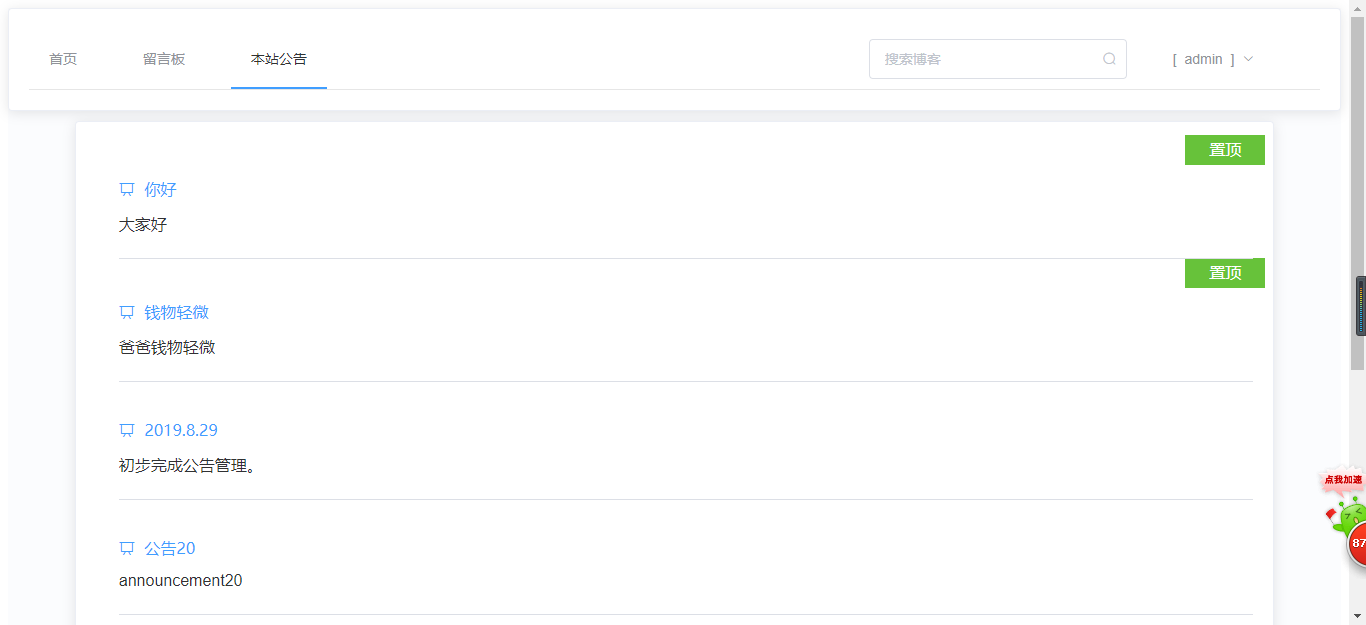 首页 留言板 本站公告 搜索博客 [ admin ]
置顶
你好
大家好
置顶
钱物轻微
爸爸钱物轻微
2019.8.29
初步完成公告管理。
点我加速
87
公告20
announcement20